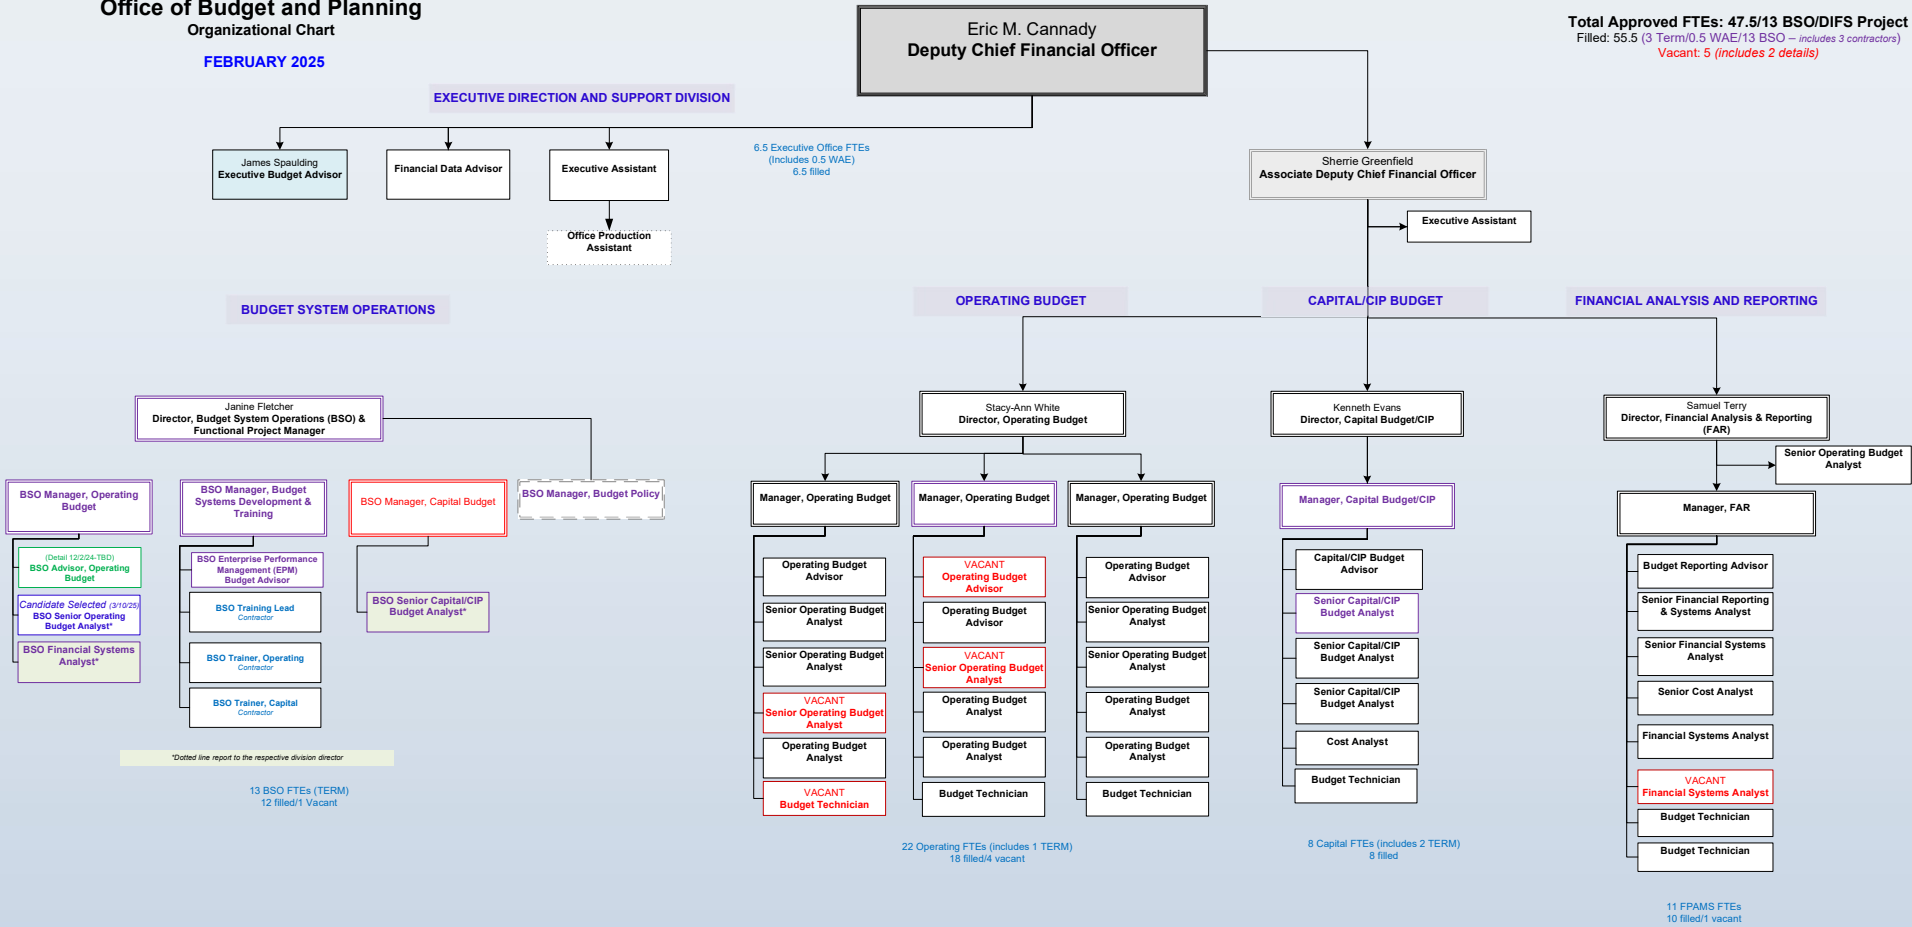 Office of Budget and Planning
Organizational Chart
FEBRUARY 2025
Eric M. Cannady
Deputy Chief Financial Officer
Total Approved FTEs: 47.5/13 BSO/DIFS Project
Filled: 55.5 (3 Term/0.5 WAE/13 BSO – includes 3 contractors)
Vacant: 5 (includes 2 details)
EXECUTIVE DIRECTION AND SUPPORT DIVISION
James Spaulding
Executive Budget Advisor
Financial Data Advisor
Executive Assistant
Office Production
Assistant
6.5 Executive Office FTEs
(Includes 0.5 WAE)
6.5 filled
Sherrie Greenfield
Associate Deputy Chief Financial Officer
Executive Assistant
BUDGET SYSTEM OPERATIONS
OPERATING BUDGET
CAPITAL/CIP BUDGET
FINANCIAL ANALYSIS AND REPORTING
Janine Fletcher
Director, Budget System Operations (BSO) &
Functional Project Manager
BSO Manager, Operating
Budget
(Detail 12/2/24-TBD)
BSO Advisor, Operating
Budget
Candidate Selected (3/10/25)
BSO Senior Operating
Budget Analyst*
BSO Financial Systems
Analyst*
BSO Manager, Budget
Systems Development &
Training
BSO Enterprise Performance
Management (EPM)
Budget Advisor
BSO Training Lead
Contractor
BSO Trainer, Operating
Contractor
BSO Trainer, Capital
Contractor
BSO Manager, Capital Budget
BSO Senior Capital/CIP
Budget Analyst*
BSO Manager, Budget Policy
*Dotted line report to the respective division director
13 BSO FTEs (TERM)
12 filled/1 Vacant
Stacy-Ann White
Director, Operating Budget
Manager, Operating Budget
Operating Budget
Advisor
Senior Operating Budget
Analyst
Senior Operating Budget
Analyst
VACANT
Senior Operating Budget
Analyst
Operating Budget
Analyst
VACANT
Budget Technician
Manager, Operating Budget
VACANT
Operating Budget
Advisor
Operating Budget
Advisor
VACANT
Senior Operating Budget
Analyst
Operating Budget
Analyst
Operating Budget
Analyst
Budget Technician
Manager, Operating Budget
Operating Budget
Advisor
Senior Operating Budget
Analyst
Senior Operating Budget
Analyst
Operating Budget
Analyst
Operating Budget
Analyst
Budget Technician
22 Operating FTEs (includes 1 TERM)
18 filled/4 vacant
Kenneth Evans
Director, Capital Budget/CIP
Manager, Capital Budget/CIP
Capital/CIP Budget
Advisor
Senior Capital/CIP
Budget Analyst
Senior Capital/CIP
Budget Analyst
Senior Capital/CIP
Budget Analyst
Cost Analyst
Budget Technician
8 Capital FTEs (includes 2 TERM)
8 filled
Samuel Terry
Director, Financial Analysis & Reporting
(FAR)
Senior Operating Budget
Analyst
Manager, FAR
Budget Reporting Advisor
Senior Financial Reporting
& Systems Analyst
Senior Financial Systems
Analyst
Senior Cost Analyst
Financial Systems Analyst
VACANT
Financial Systems Analyst
Budget Technician
Budget Technician
11 FPAMS FTEs
10 filled/1 vacant